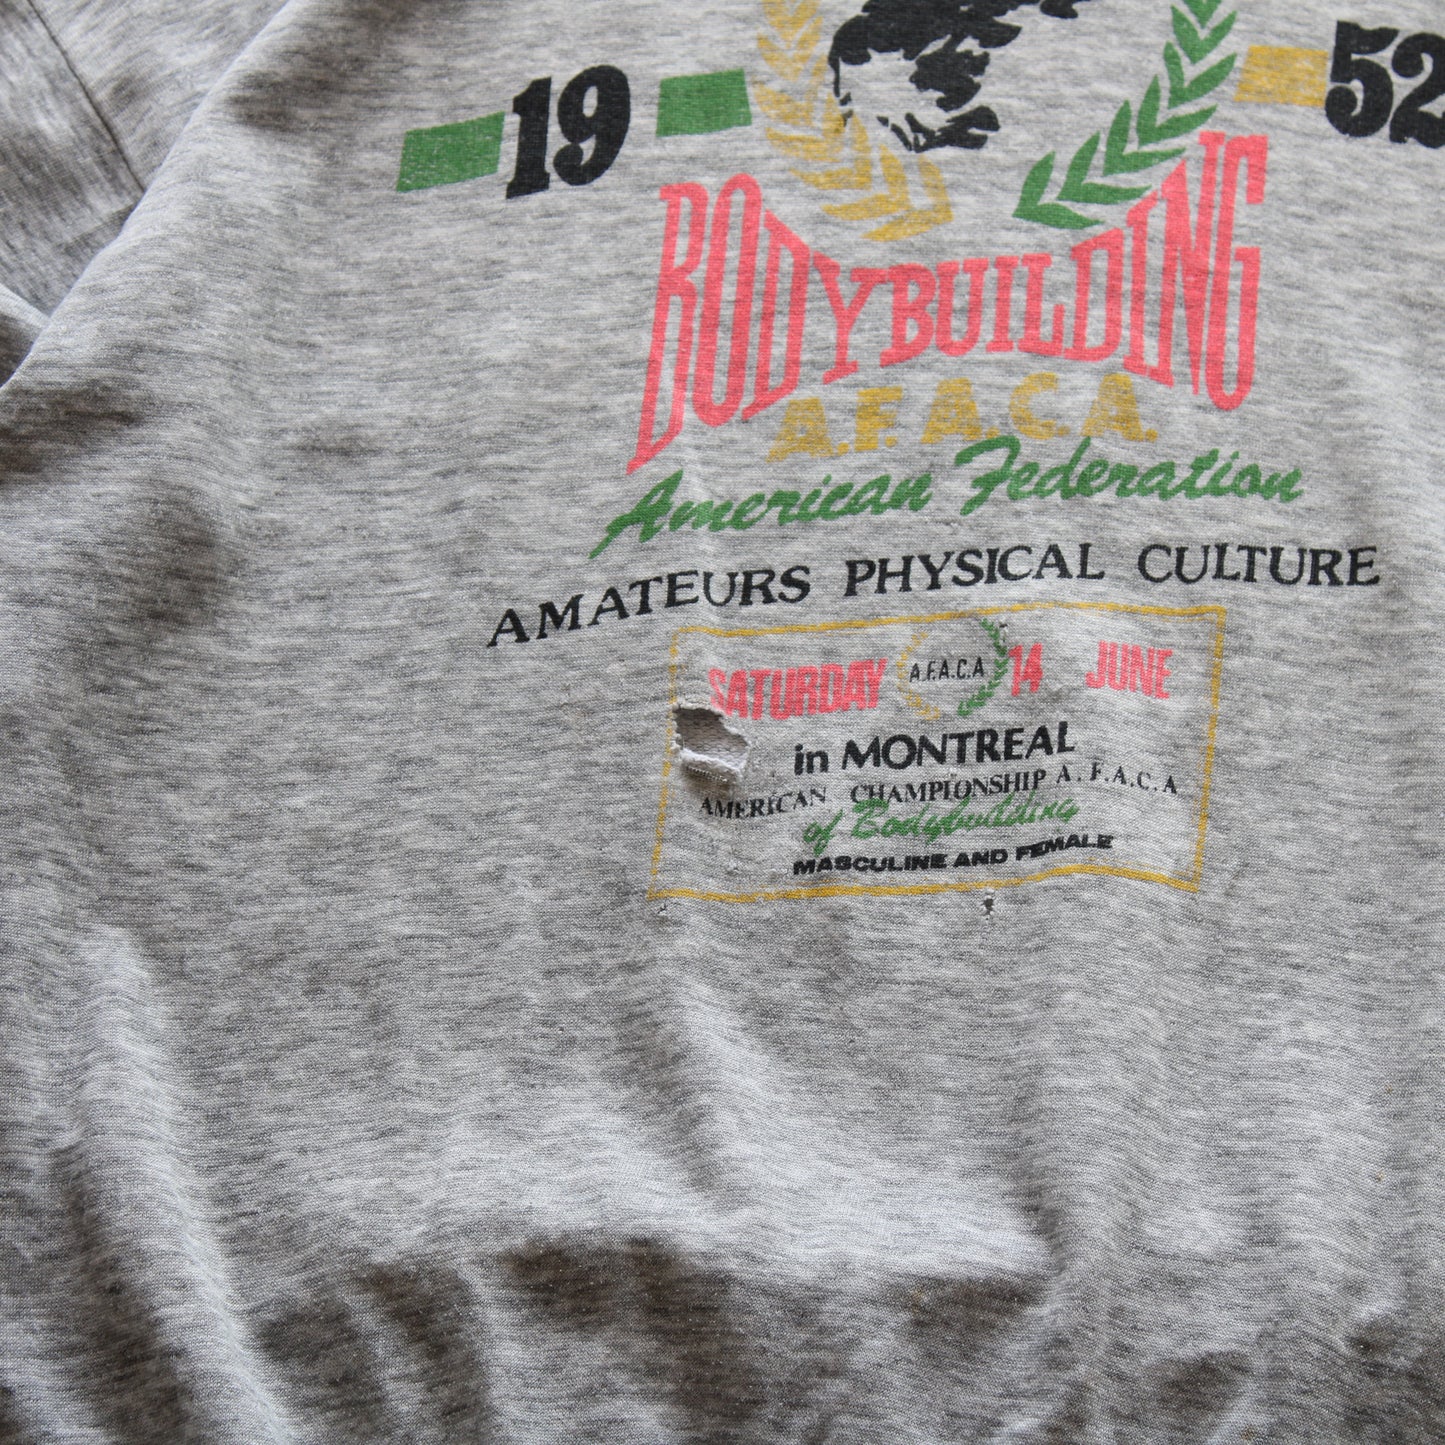 19 52
BODYBUILDING
A.F.A.C.A.
American Federation
AMATEURS PHYSICAL CULTURE
SATURDAY A.F.A.C.A 14 JUNE
in MONTREAL
AMERICAN CHAMPIONSHIP A.F.A.C.A
of Bodybuilding
MASCULINE AND FEMALE